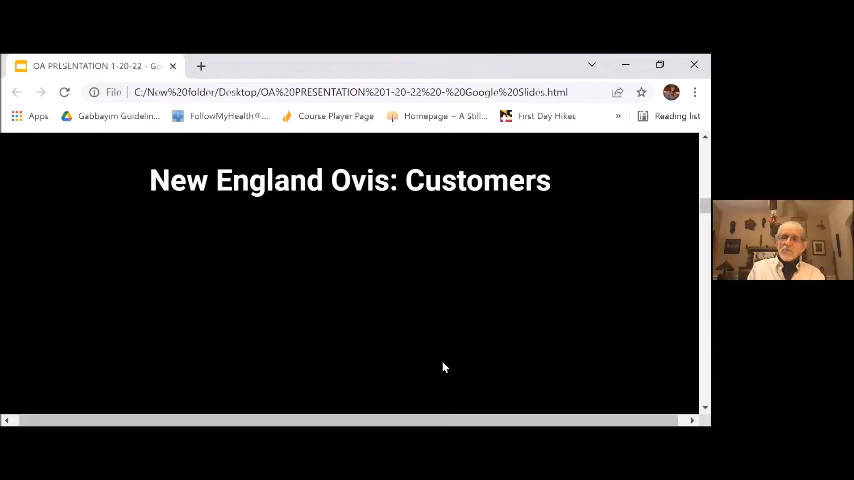 OA PRESENTATION 1-20-22 - Go
File
C:/New%20folder/Desktop/OA%20PRESENTATION%201-20-22%20-%20Google%20Slides.html
Apps
Gabbayim Guidelin...
FollowMyHealth®...
Course Player Page
Homepage – A Still...
First Day Hikes
»
Reading list
New England Ovis: Customers